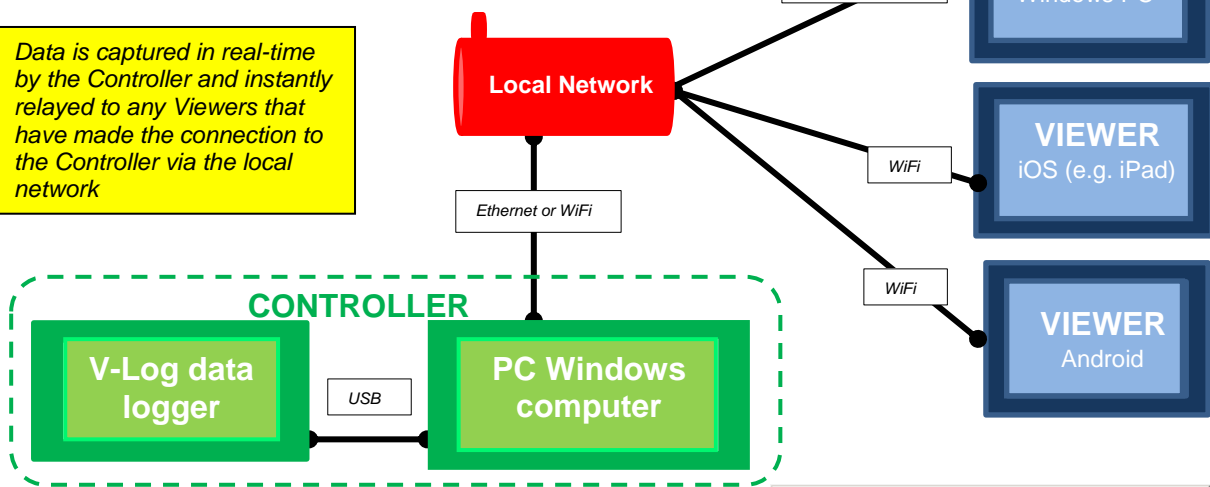 Windows PC
Data is captured in real-time
by the Controller and instantly
relayed to any Viewers that
have made the connection to
the Controller via the local
network
Local Network
VIEWER
iOS (e.g. iPad)
WiFi
Ethernet or WiFi
WiFi
VIEWER
Android
CONTROLLER
V-Log data
logger
USB
PC Windows
computer